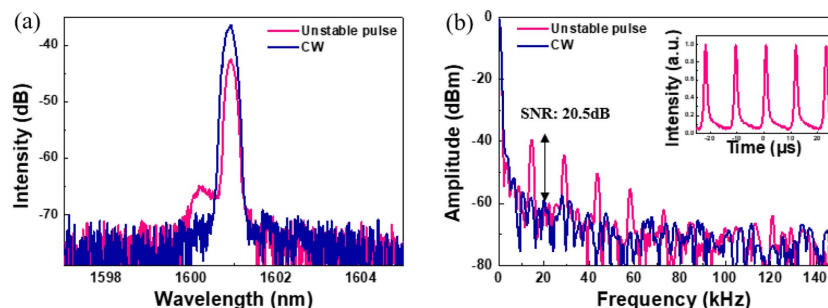 (a)
Unstable pulse
CW
-40
-50
-60
-70
Intensity (dB)
1598
1600
1602
1604
Wavelength (nm)
(b)
Unstable pulse
CW
0
-20
-40
-60
-80
Amplitude (dBm)
SNR: 20.5dB
0
20
40
60
80
100
120
140
Frequency (kHz)
Intensity (a.u.)
1.0
0.8
0.6
0.4
0.2
0.0
-20
-10
0
10
20
Time (µs)